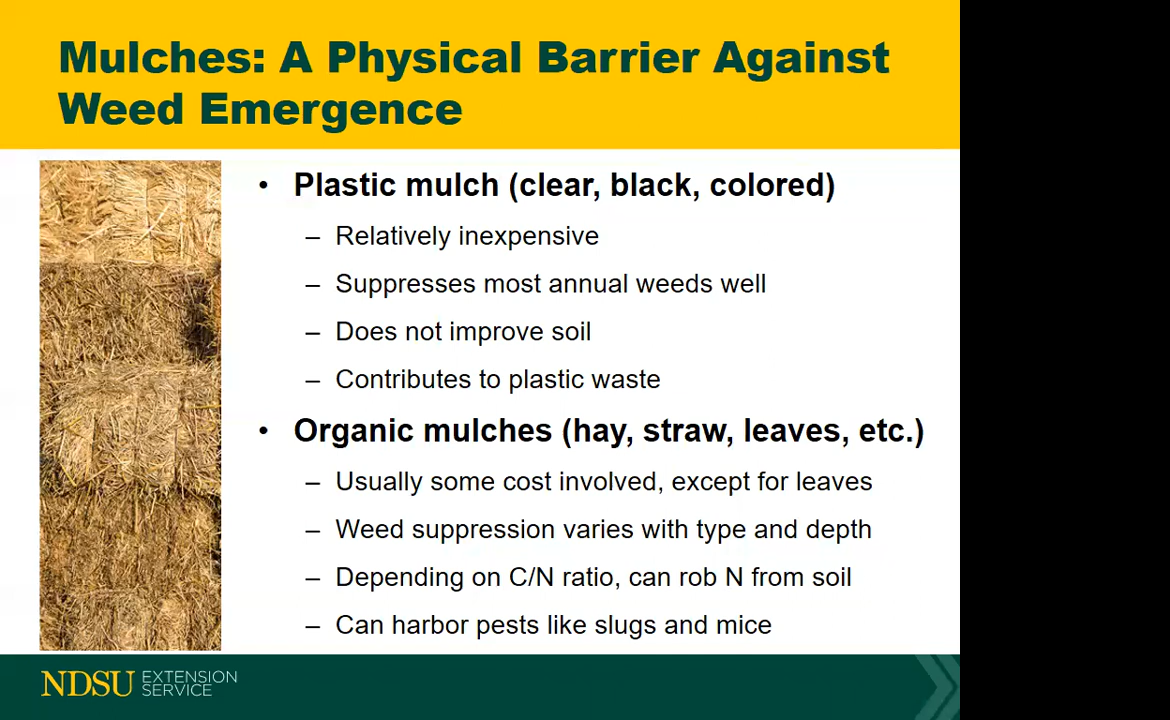 Mulches: A Physical Barrier Against
Weed Emergence
• Plastic mulch (clear, black, colored)
– Relatively inexpensive
– Suppresses most annual weeds well
– Does not improve soil
– Contributes to plastic waste
• Organic mulches (hay, straw, leaves, etc.)
– Usually some cost involved, except for leaves
– Weed suppression varies with type and depth
– Depending on C/N ratio, can rob N from soil
– Can harbor pests like slugs and mice
NDSU EXTENSION
SERVICE